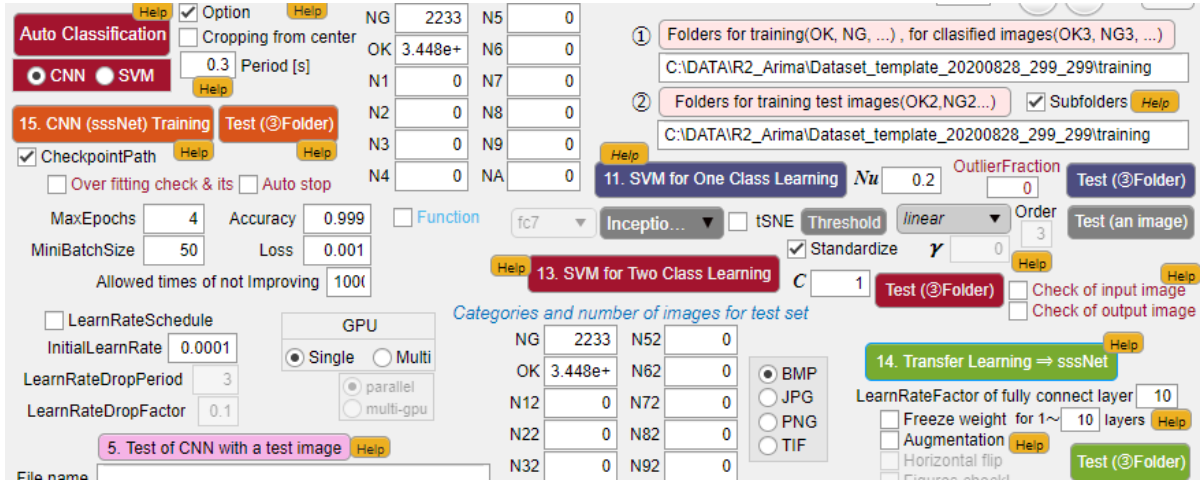 Auto Classification Help
Option Help
Cropping from center
CNN SVM
0.3 Period [s]
Help
NG 2233 N5 0
OK 3.448e+ N6 0
N1 0 N7 0
N2 0 N8 0
N3 0 N9 0
N4 0 NA 0
① Folders for training(OK, NG, ...) , for cllasified images(OK3, NG3, ...)
C:\DATA\R2_Arima\Dataset_template_20200828_299_299\training
② Folders for training test images(OK2,NG2...) Subfolders Help
C:\DATA\R2_Arima\Dataset_template_20200828_299_299\training
15. CNN (sssNet) Training Test (③Folder)
CheckpointPath Help Help
Over fitting check & its Auto stop
MaxEpochs 4 Accuracy 0.999
MiniBatchSize 50 Loss 0.001
Allowed times of not Improving 100
Function
Help
11. SVM for One Class Learning Nu 0.2 OutlierFraction 0 Test (③Folder)
fc7 Inceptio... tSNE Threshold linear Order 3 Test (an image)
Standardize γ 0 Help
Help 13. SVM for Two Class Learning C 1 Test (③Folder) Help
Check of input image
Check of output image
LearnRateSchedule
InitialLearnRate 0.0001
LearnRateDropPeriod 3
LearnRateDropFactor 0.1
GPU
Single Multi
parallel
multi-gpu
Categories and number of images for test set
NG 2233 N52 0
OK 3.448e+ N62 0
N12 0 N72 0
N22 0 N82 0
N32 0 N92 0
BMP
JPG
PNG
TIF
14. Transfer Learning ⇒ sssNet Help
LearnRateFactor of fully connect layer 10
Freeze weight for 1～ 10 layers Help
Augmentation Help
Horizontal flip
Figures check!
Test (③Folder)
5. Test of CNN with a test image Help
File name